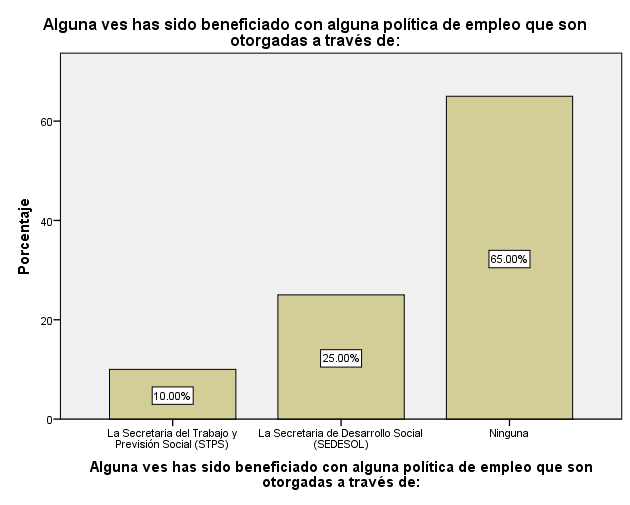 Alguna ves has sido beneficiado con alguna política de empleo que son
otorgadas a través de:
Porcentaje
60
40
20
0
65.00%
25.00%
10.00%
La Secretaria del Trabajo y
Previsión Social (STPS)
La Secretaria de Desarrollo Social
(SEDESOL)
Ninguna
Alguna ves has sido beneficiado con alguna política de empleo que son
otorgadas a través de: